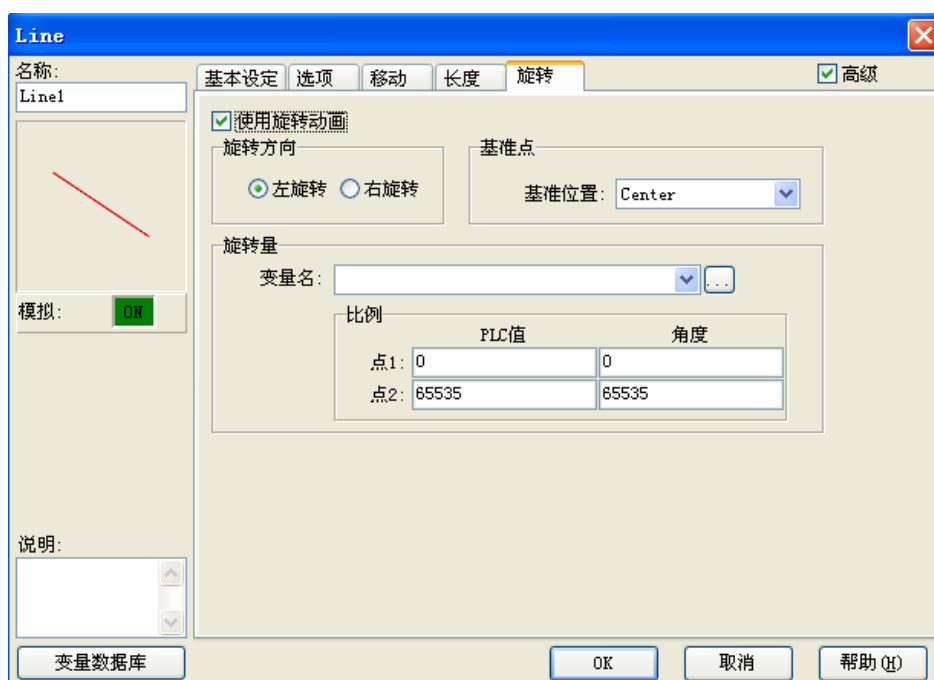 Line
名称:
Line1
基本设定 选项 移动 长度 旋转
高级
使用旋转动画
旋转方向
左旋转 右旋转
基准点
基准位置: Center
旋转量
变量名: ...
比例
PLC值 角度
点1: 0 0
点2: 65535 65535
模拟: ON
说明:
变量数据库
OK 取消 帮助(H)